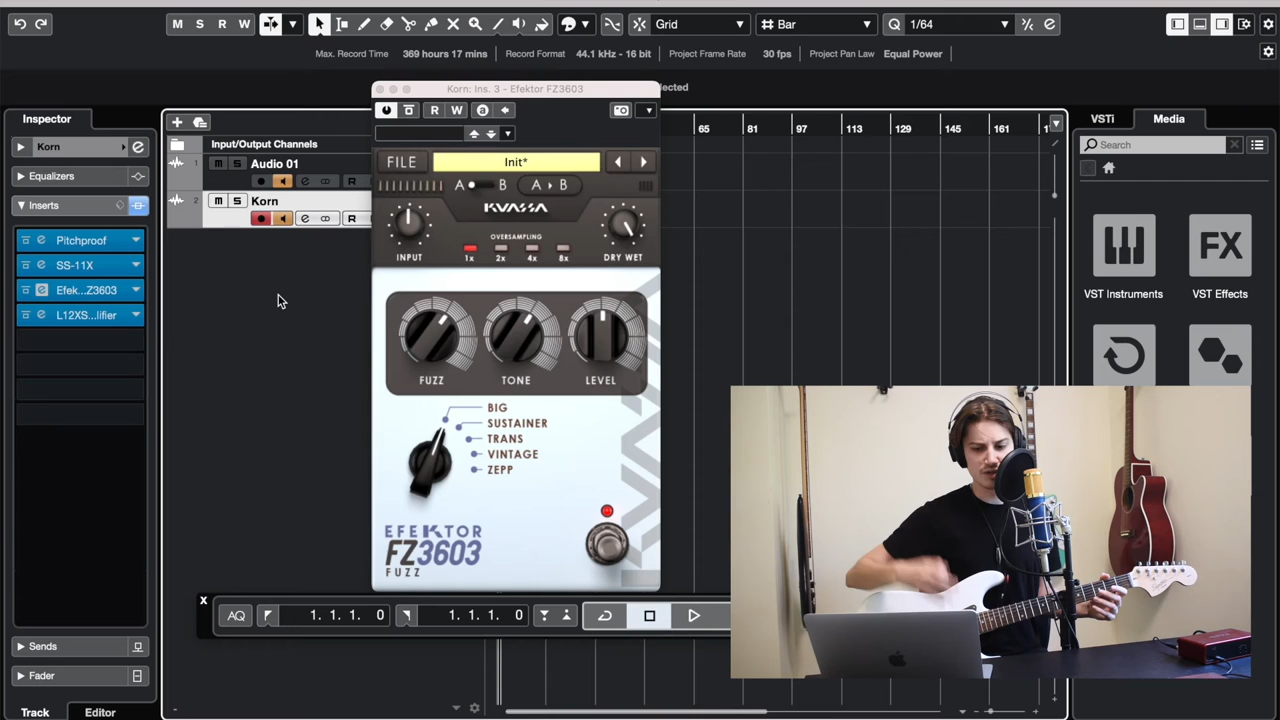 M S R W Grid Bar Q 1/64
Max. Record Time 369 hours 17 mins Record Format 44.1 kHz - 16 bit Project Frame Rate 30 fps Project Pan Law Equal Power
Korn: Ins. 3 - Efektor FZ3603
ected
Inspector
Korn
Equalizers
Inserts
Pitchproof
SS-11X
Efek...Z3603
L12XS...lifier
Sends
Fader
Track Editor
Input/Output Channels
1 m S Audio 01
R
2 m S Korn
R
R W a
FILE Init*
A B A B
KVASSA
INPUT
OVERSAMPLING
1x 2x 4x 8x
DRY WET
FUZZ TONE LEVEL
BIG
SUSTAINER
TRANS
VINTAGE
ZEPP
EFEKTOR
FZ3603
FUZZ
65 81 97 113 129 145 161 1
X AQ 1. 1. 1. 0 1. 1. 1. 0
VSTi Media
Search
FX
VST Instruments VST Effects